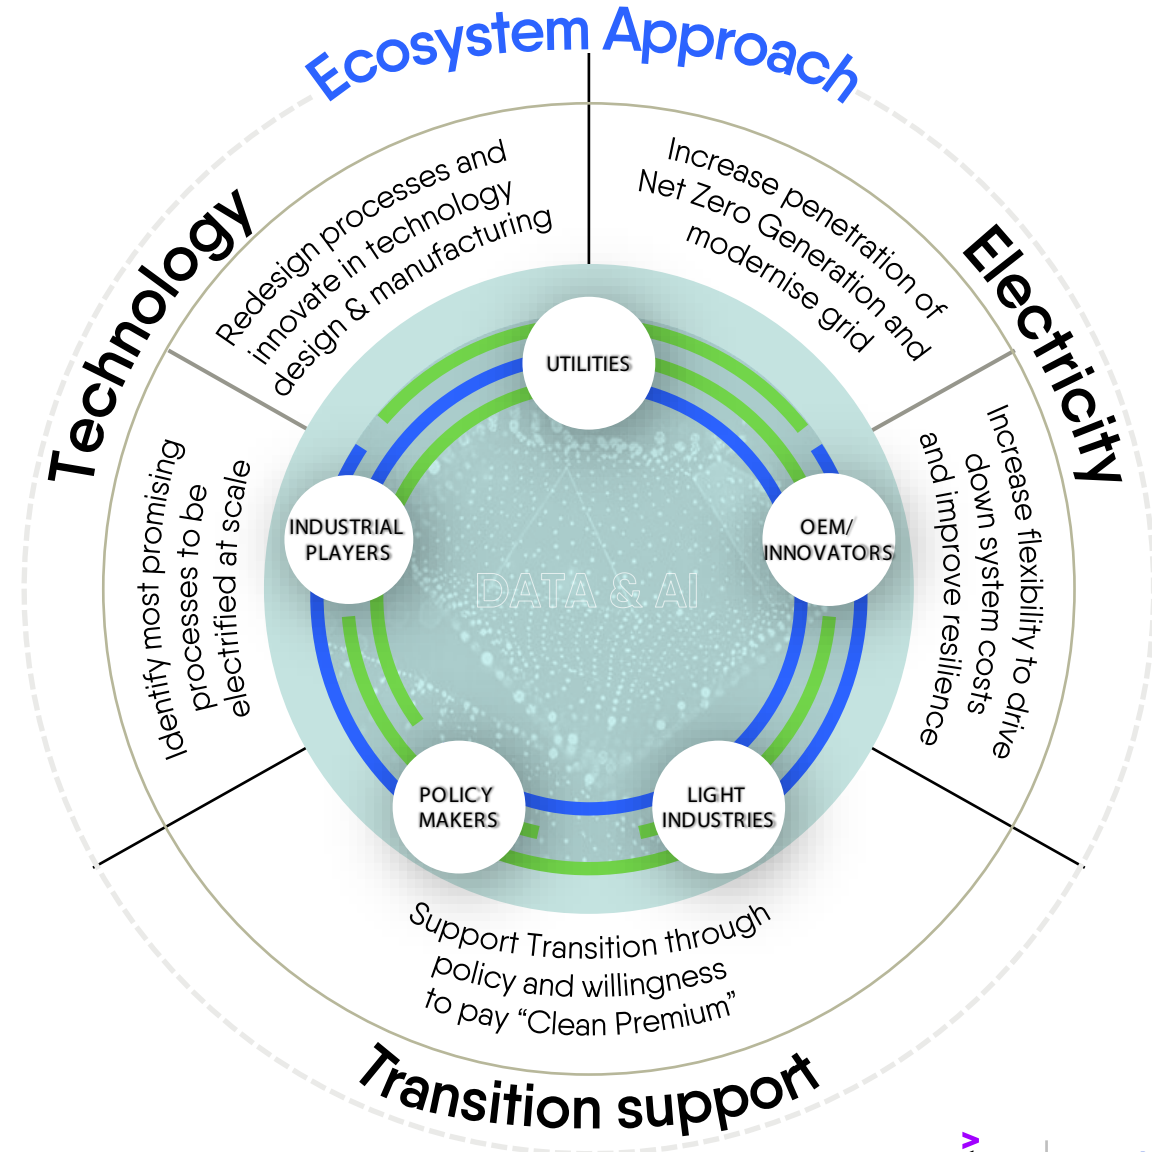 Ecosystem Approach
Technology
Redesign processes and
innovate in technology
design & manufacturing
Increase penetration of
Net Zero Generation and
modernise grid
Electricity
UTILITIES
INDUSTRIAL
PLAYERS
OEM/
INNOVATORS
Identify most promising
processes to be
electrified at scale
Increase flexibility to drive
down system costs
and improve resilience
DATA & AI
POLICY
MAKERS
LIGHT
INDUSTRIES
Support Transition through
policy and willingness
to pay “Clean Premium”
Transition support